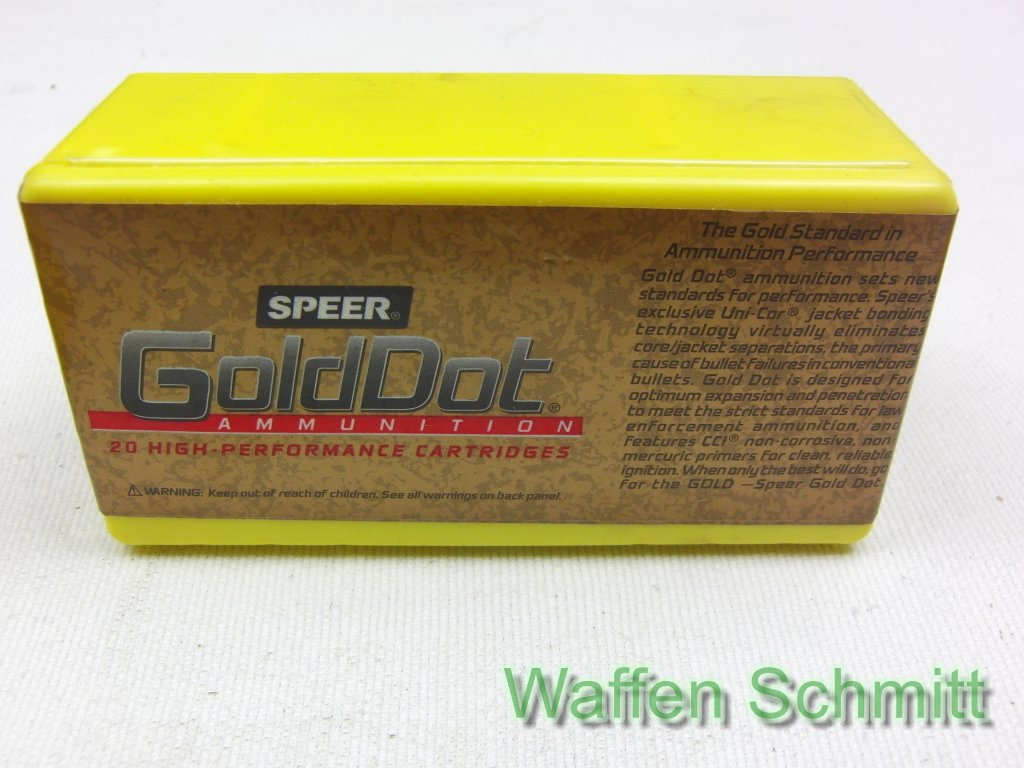 SPEER®
GoldDot®
AMMUNITION
20 HIGH-PERFORMANCE CARTRIDGES
⚠ WARNING: Keep out of reach of children. See all warnings on back panel.
The Gold Standard in
Ammunition Performance
Gold Dot® ammunition sets new
standards for performance. Speer's
exclusive Uni-Cor® jacket bonding
technology virtually eliminates
core/jacket separations, the primary
cause of bullet failures in conventional
bullets. Gold Dot is designed for
optimum expansion and penetration
to meet the strict standards for law
enforcement ammunition, and
features CCI® non-corrosive, non-
mercuric primers for clean, reliable
ignition. When only the best will do, go
for the GOLD —Speer Gold Dot
Waffen Schmitt